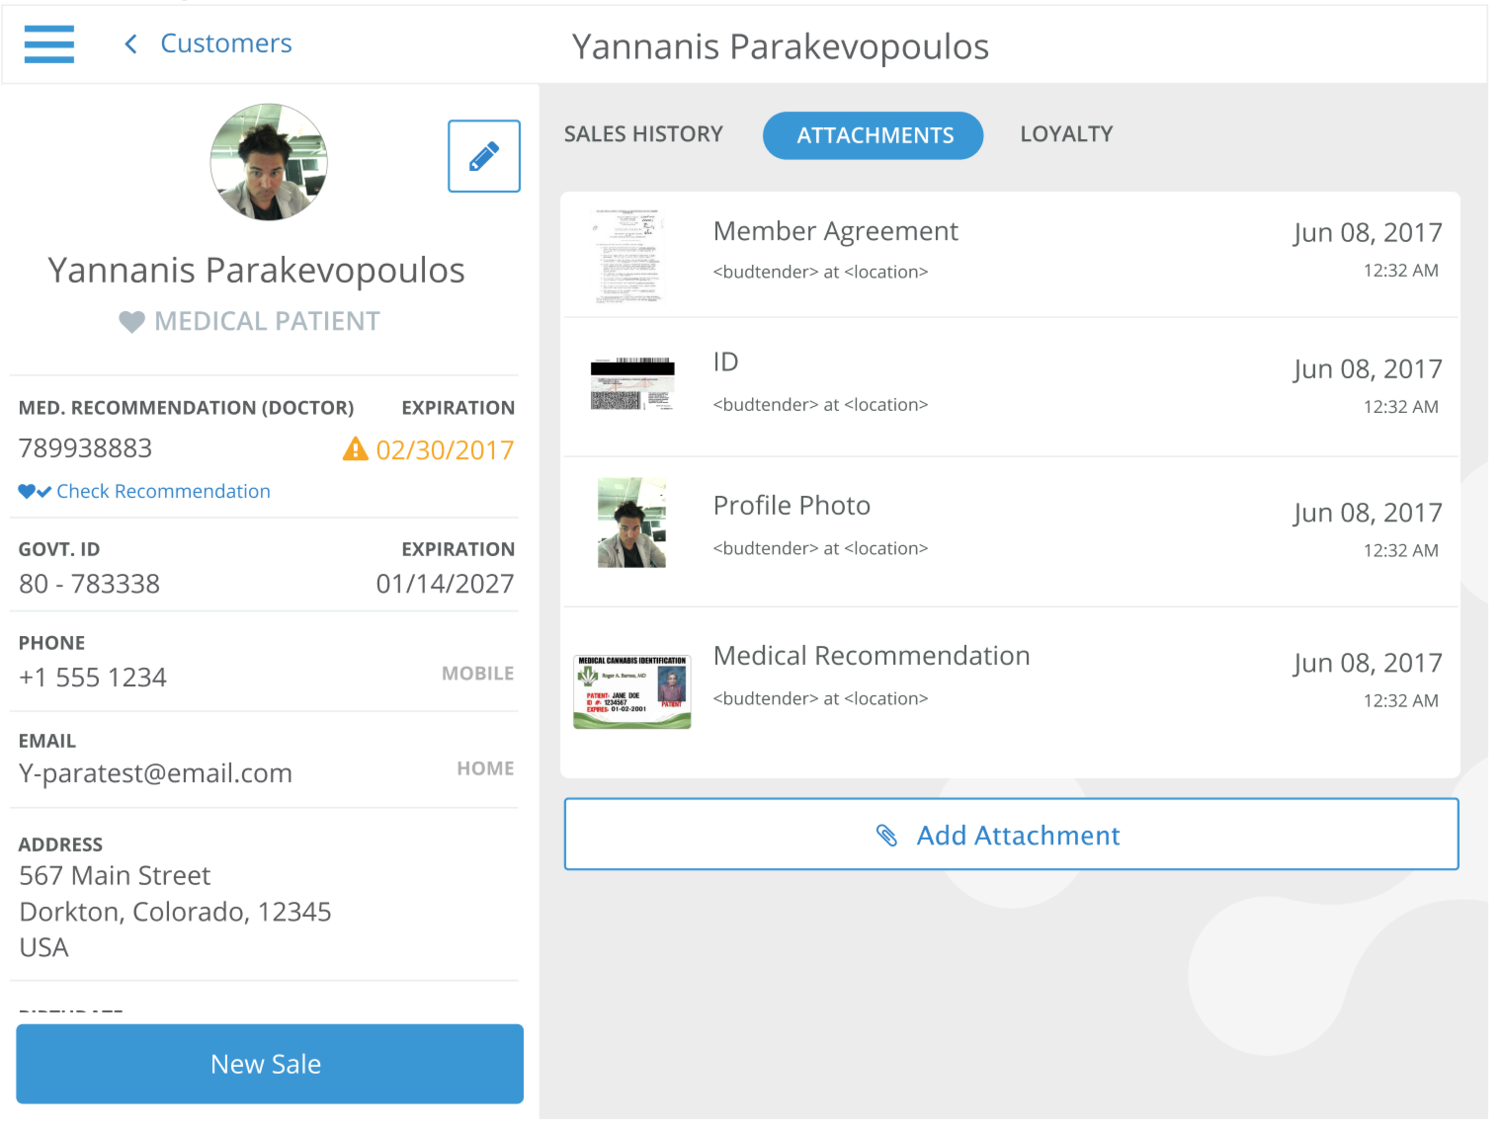 Customers
Yannanis Parakevopoulos
Yannanis Parakevopoulos
MEDICAL PATIENT
MED. RECOMMENDATION (DOCTOR) EXPIRATION
789938883 02/30/2017
Check Recommendation
GOVT. ID EXPIRATION
80 - 783338 01/14/2027
PHONE
+1 555 1234 MOBILE
EMAIL
Y-paratest@email.com HOME
ADDRESS
567 Main Street
Dorkton, Colorado, 12345
USA
New Sale
SALES HISTORY ATTACHMENTS LOYALTY
Member Agreement Jun 08, 2017
<budtender> at <location> 12:32 AM
ID Jun 08, 2017
<budtender> at <location> 12:32 AM
Profile Photo Jun 08, 2017
<budtender> at <location> 12:32 AM
MEDICAL CANNABIS IDENTIFICATION
PATIENT: JANE DOE
ID #: 1234567
EXPIRES: 01-02-2001
PATIENT
Medical Recommendation Jun 08, 2017
<budtender> at <location> 12:32 AM
Add Attachment